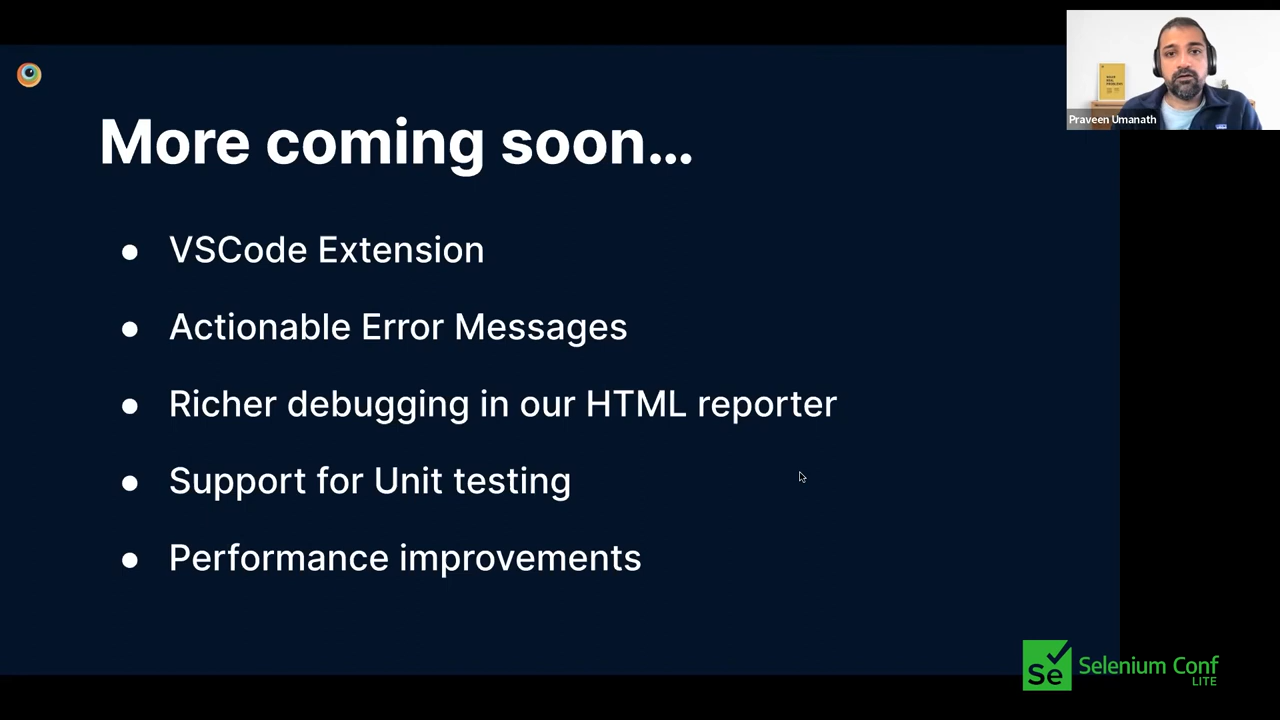 More coming soon...
● VSCode Extension
● Actionable Error Messages
● Richer debugging in our HTML reporter
● Support for Unit testing
● Performance improvements
Praveen Umanath
Se
Selenium Conf
LITE